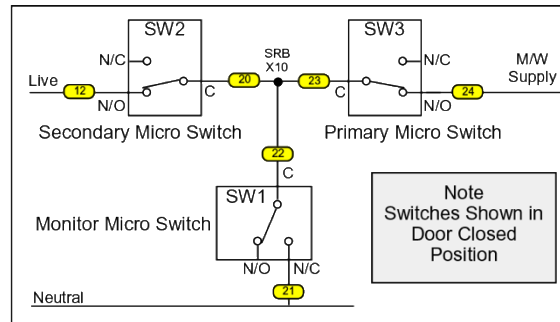 SW2
SW3
N/C
SRB
X10
N/C
M/W
Supply
Live
12
N/O
C
20
23
C
N/O
24
Secondary Micro Switch
Primary Micro Switch
22
C
SW1
Monitor Micro Switch
N/O
N/C
21
Neutral
Note
Switches Shown in
Door Closed
Position